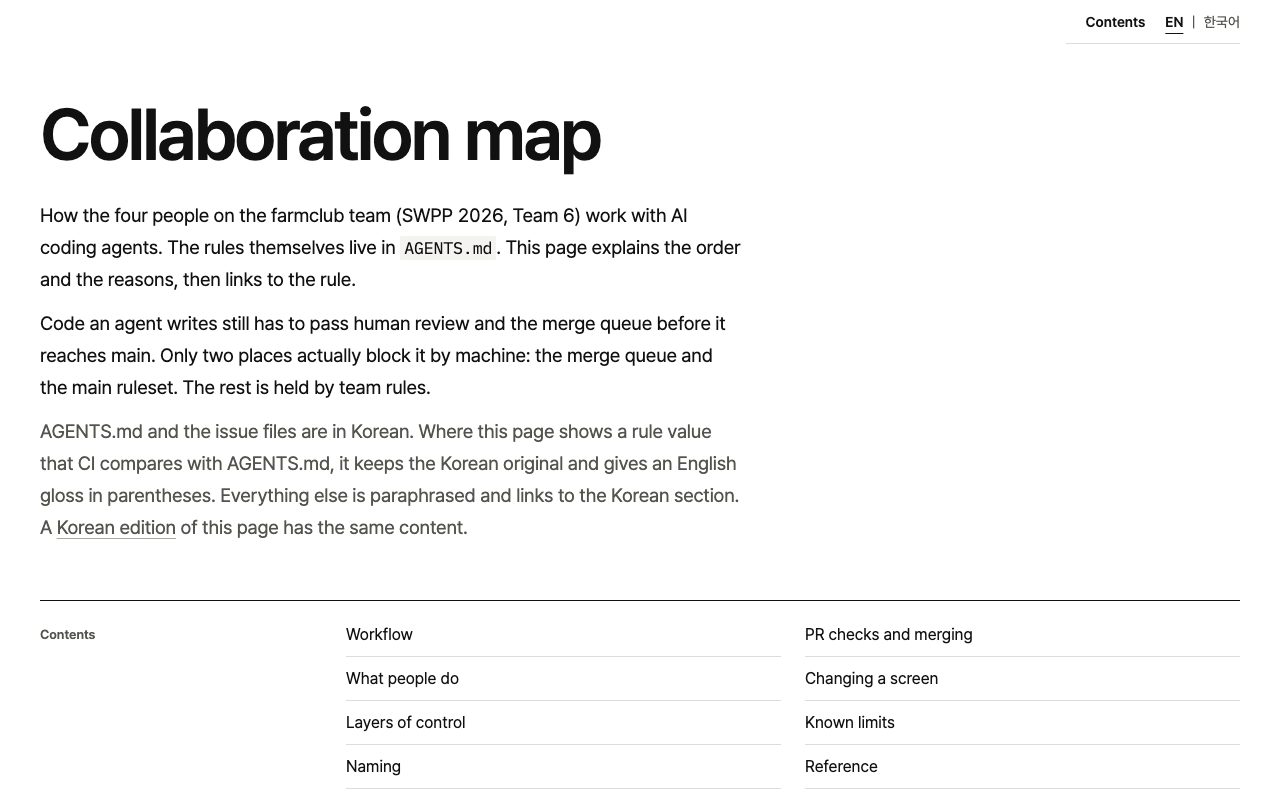 Contents EN | 한국어
Collaboration map
How the four people on the farmclub team (SWPP 2026, Team 6) work with AI
coding agents. The rules themselves live in AGENTS.md. This page explains the order
and the reasons, then links to the rule.
Code an agent writes still has to pass human review and the merge queue before it
reaches main. Only two places actually block it by machine: the merge queue and
the main ruleset. The rest is held by team rules.
AGENTS.md and the issue files are in Korean. Where this page shows a rule value
that CI compares with AGENTS.md, it keeps the Korean original and gives an English
gloss in parentheses. Everything else is paraphrased and links to the Korean section.
A Korean edition of this page has the same content.
Contents
Workflow
What people do
Layers of control
Naming
PR checks and merging
Changing a screen
Known limits
Reference